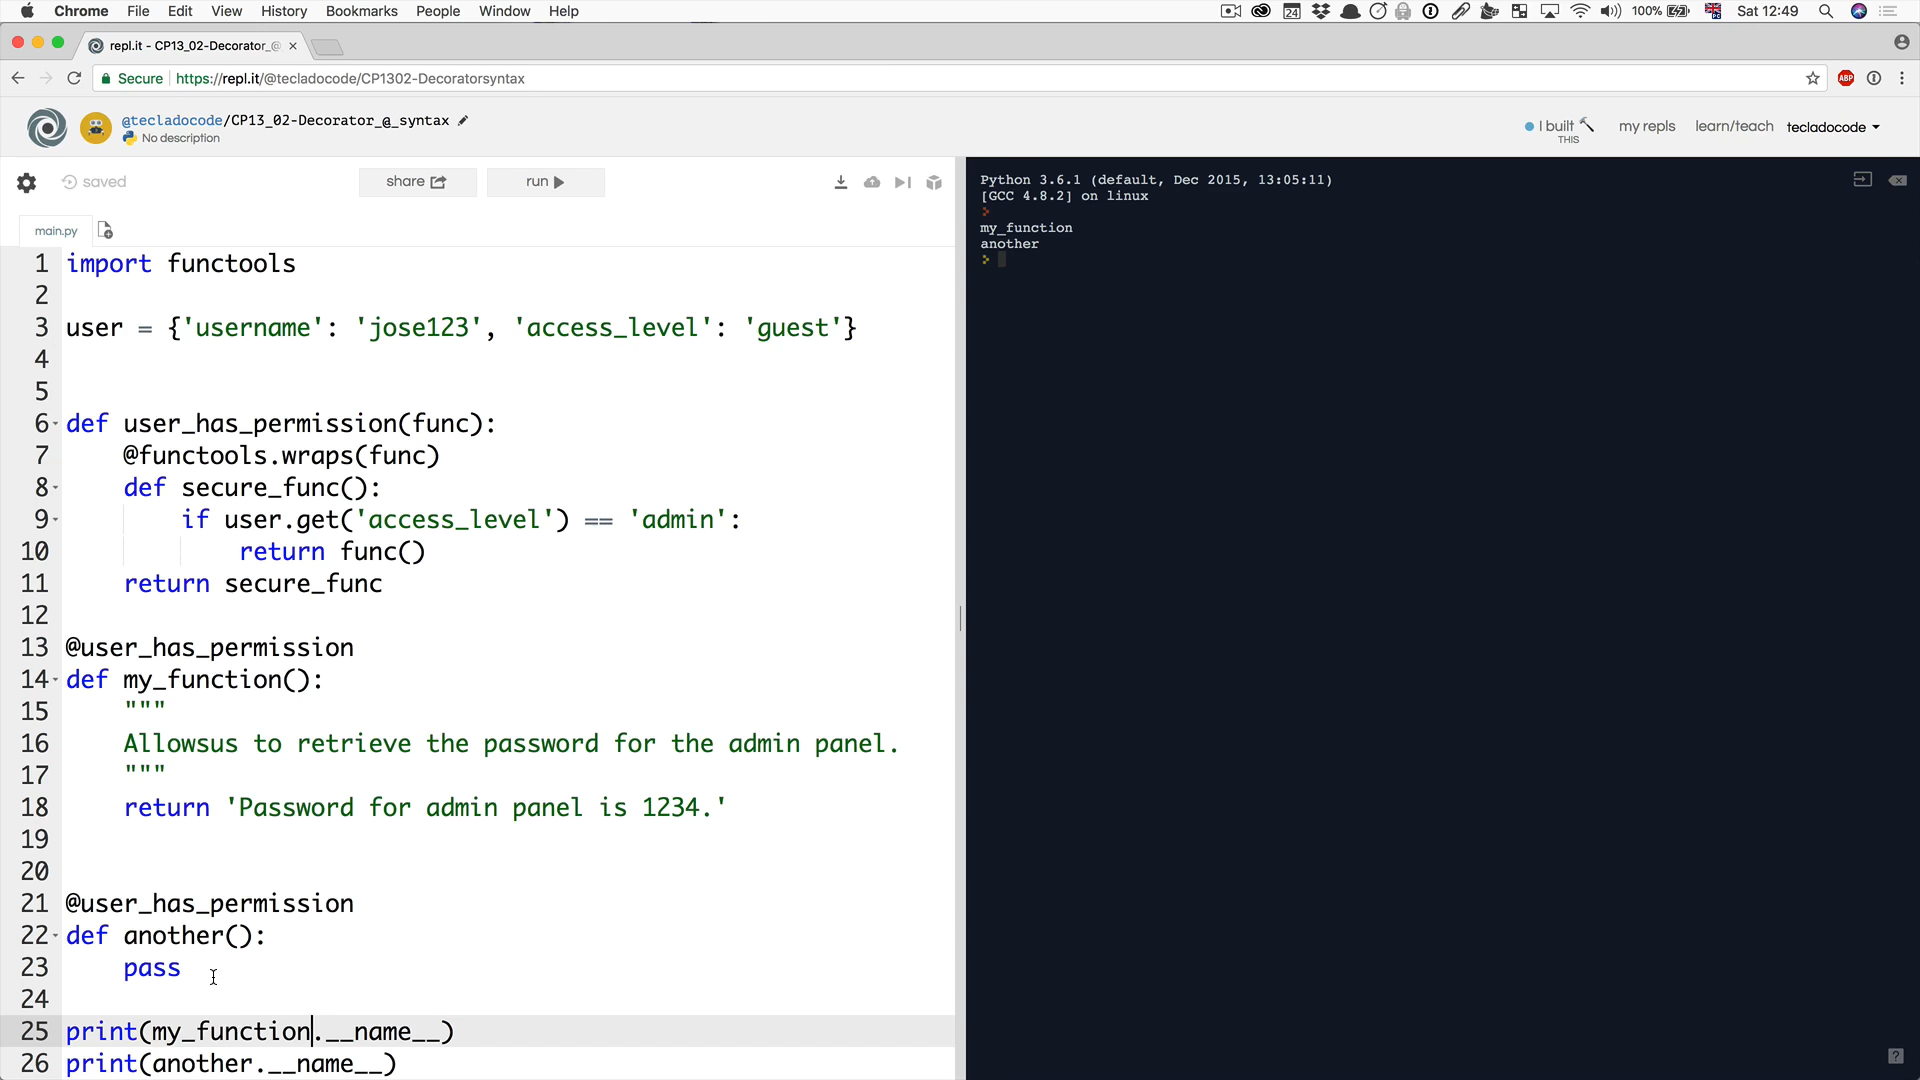 Chrome File Edit View History Bookmarks People Window Help 24 100% Sat 12:49
repl.it - CP13_02-Decorator_@
Secure https://repl.it/@tecladocode/CP1302-Decoratorsyntax ABP
@tecladocode/CP13_02-Decorator_@_syntax
No description
I built THIS my repls learn/teach tecladocode
saved share run
main.py
1 import functools
2
3 user = {'username': 'jose123', 'access_level': 'guest'}
4
5
6 def user_has_permission(func):
7 @functools.wraps(func)
8 def secure_func():
9 if user.get('access_level') == 'admin':
10 return func()
11 return secure_func
12
13 @user_has_permission
14 def my_function():
15 """
16 Allowsus to retrieve the password for the admin panel.
17 """
18 return 'Password for admin panel is 1234.'
19
20
21 @user_has_permission
22 def another():
23 pass
24
25 print(my_function.__name__)
26 print(another.__name__)
Python 3.6.1 (default, Dec 2015, 13:05:11)
[GCC 4.8.2] on linux
my_function
another
?